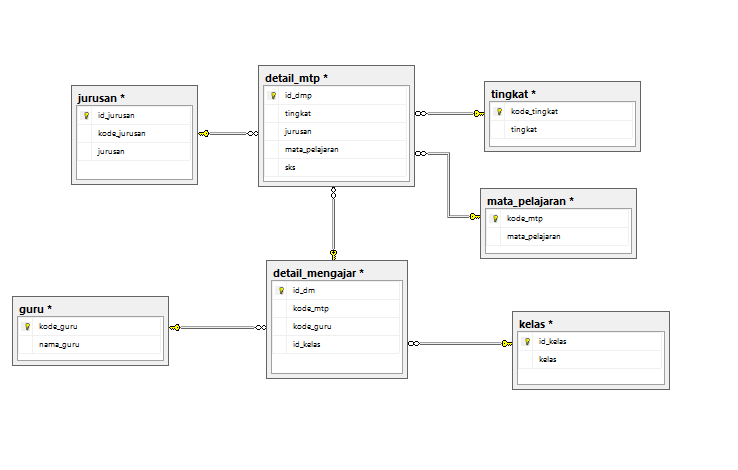 detail_mtp *
id_dmp
tingkat
jurusan
mata_pelajaran
sks
jurusan *
id_jurusan
kode_jurusan
jurusan
tingkat *
kode_tingkat
tingkat
mata_pelajaran *
kode_mtp
mata_pelajaran
detail_mengajar *
id_dm
kode_mtp
kode_guru
id_kelas
guru *
kode_guru
nama_guru
kelas *
id_kelas
kelas